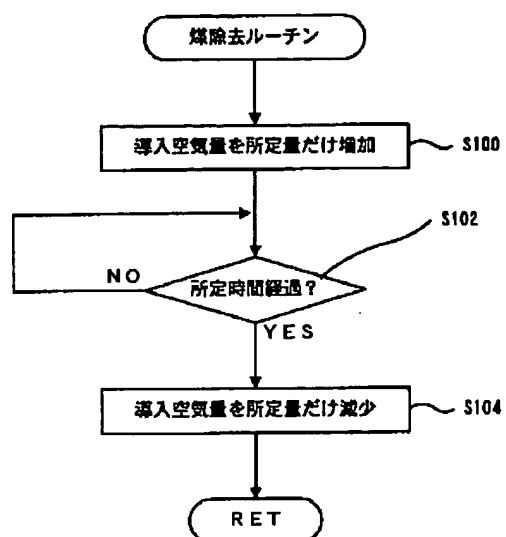 煤除去ルーチン
導入空気量を所定量だけ増加
S100
S102
NO
所定時間経過?
YES
導入空気量を所定量だけ減少
S104
RET